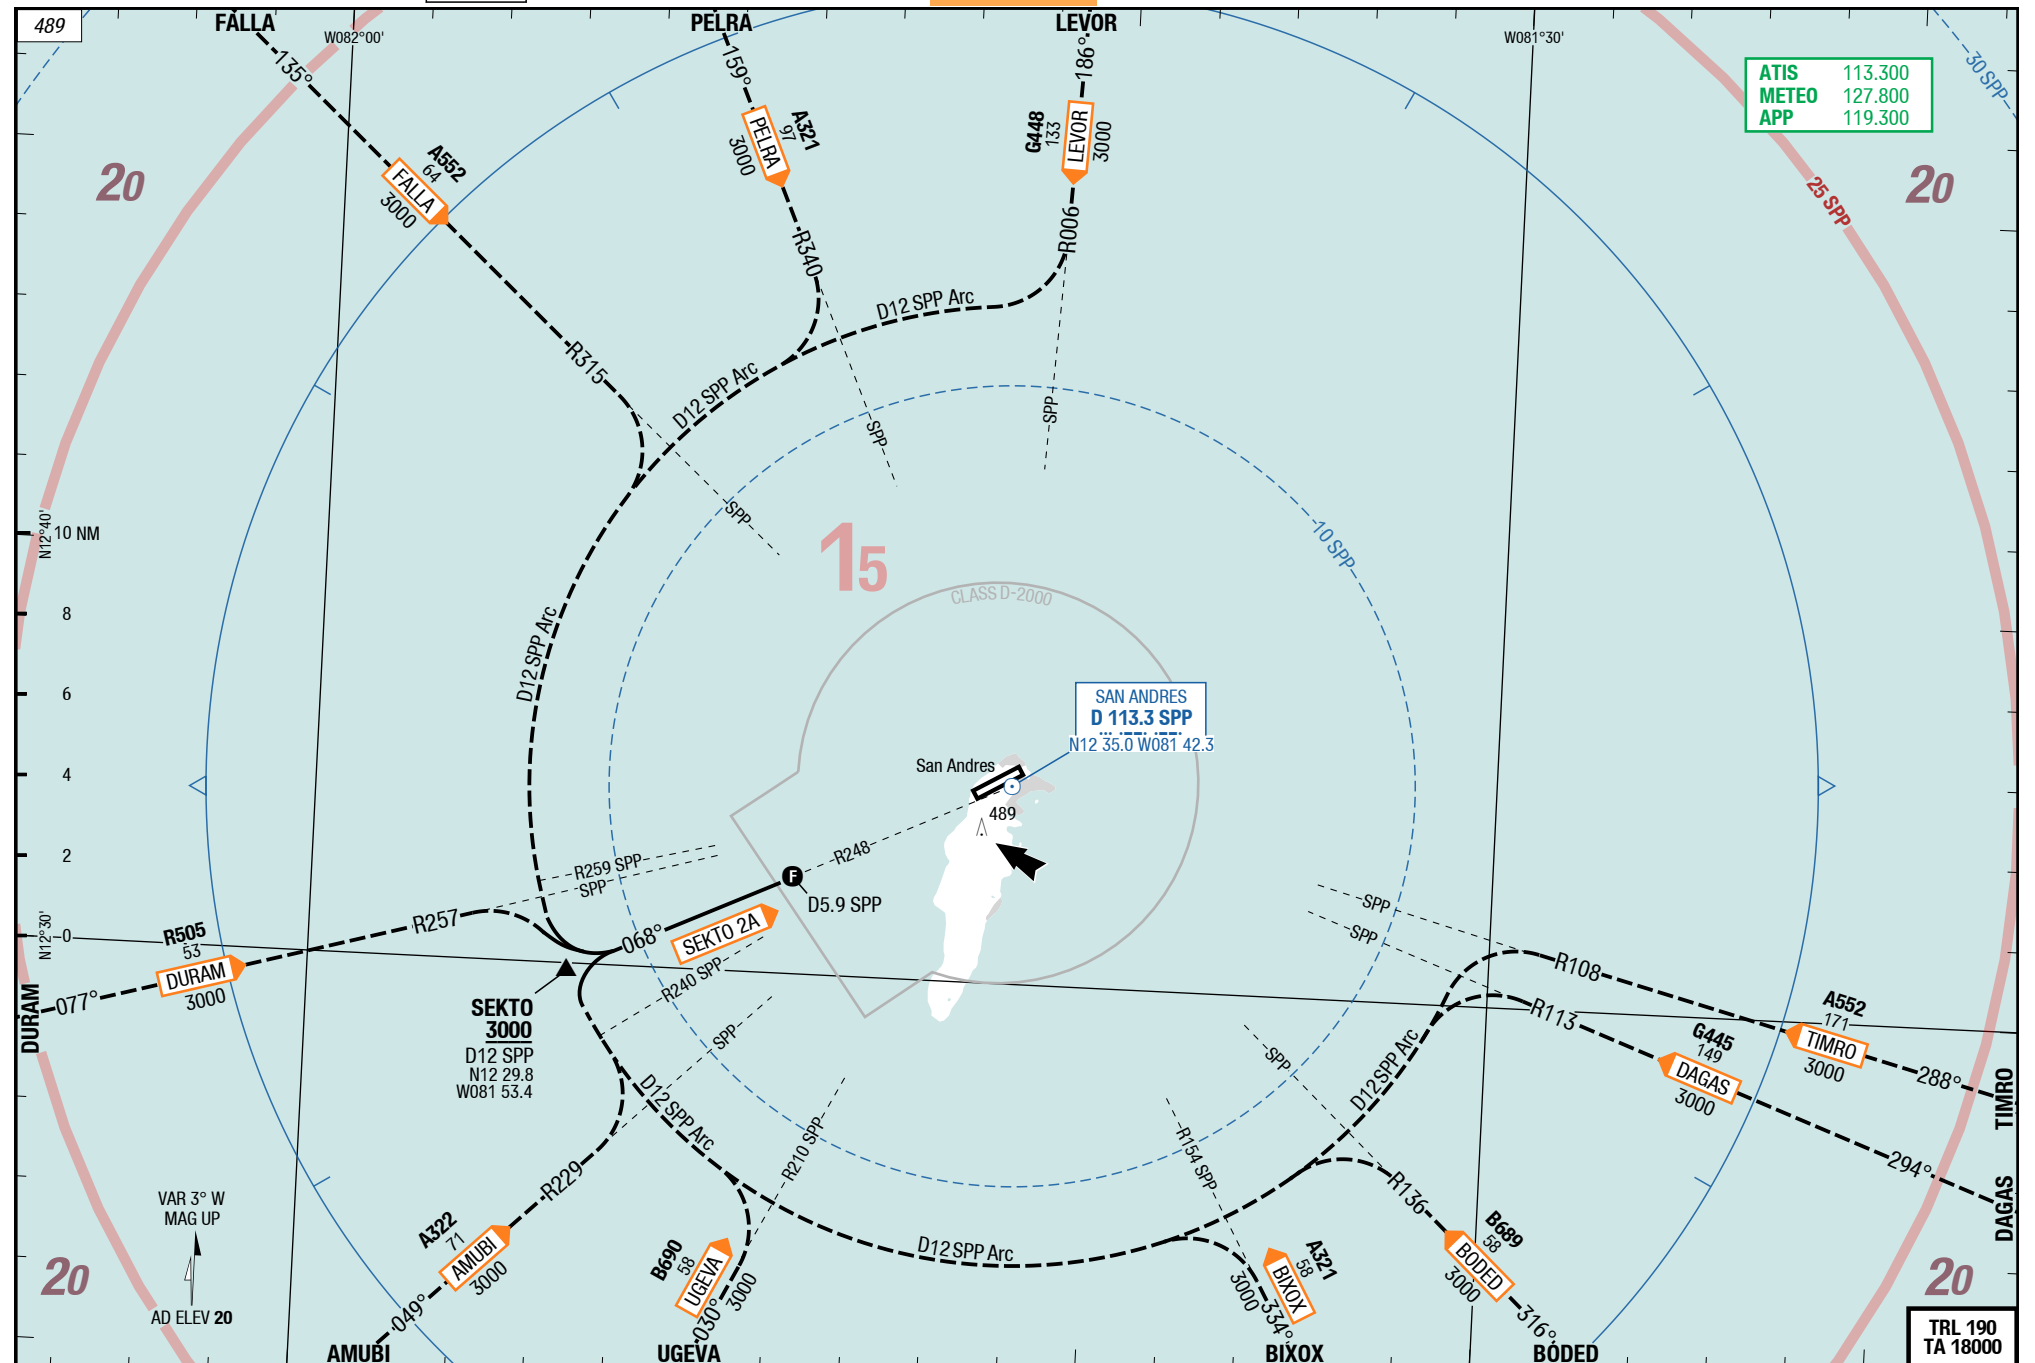 489
FALLA
PELRA
LEVOR
W082°00'
W081°30'
135°
159°
186°
30 SPP
ATIS 113.300
METEO 127.800
APP 119.300
20
A552
64
FALLA
3000
A321
97
PELRA
3000
G448
133
LEVOR
3000
20
25 SPP
R340
R006
D12 SPP Arc
R315
D12 SPP Arc
SPP
SPP
SPP
N12°40'
10 NM
15
10 SPP
CLASS D-2000
8
D12 SPP Arc
6
SAN ANDRES
D 113.3 SPP
N12 35.0 W081 42.3
4
San Andres
489
2
R259 SPP
SPP
R248
F
D5.9 SPP
SPP
SPP
N12°30'
0
R505
53
DURAM
3000
R257
068°
SEKTO 2A
R240 SPP
077°
DURAM
SEKTO
3000
D12 SPP
N12 29.8
W081 53.4
SPP
R108
R113
A552
171
TIMRO
3000
288°
TIMRO
G445
149
DAGAS
3000
294°
DAGAS
D12 SPP Arc
SPP
D12 SPP Arc
R210 SPP
R154 SPP
R229
R136
VAR 3° W
MAG UP
AD ELEV 20
20
A322
71
AMUBI
3000
049°
AMUBI
B690
58
UGEVA
3000
030°
UGEVA
D12 SPP Arc
A321
58
BIXOX
3000
334°
BIXOX
B689
58
BODED
3000
316°
BODED
20
TRL 190
TA 18000